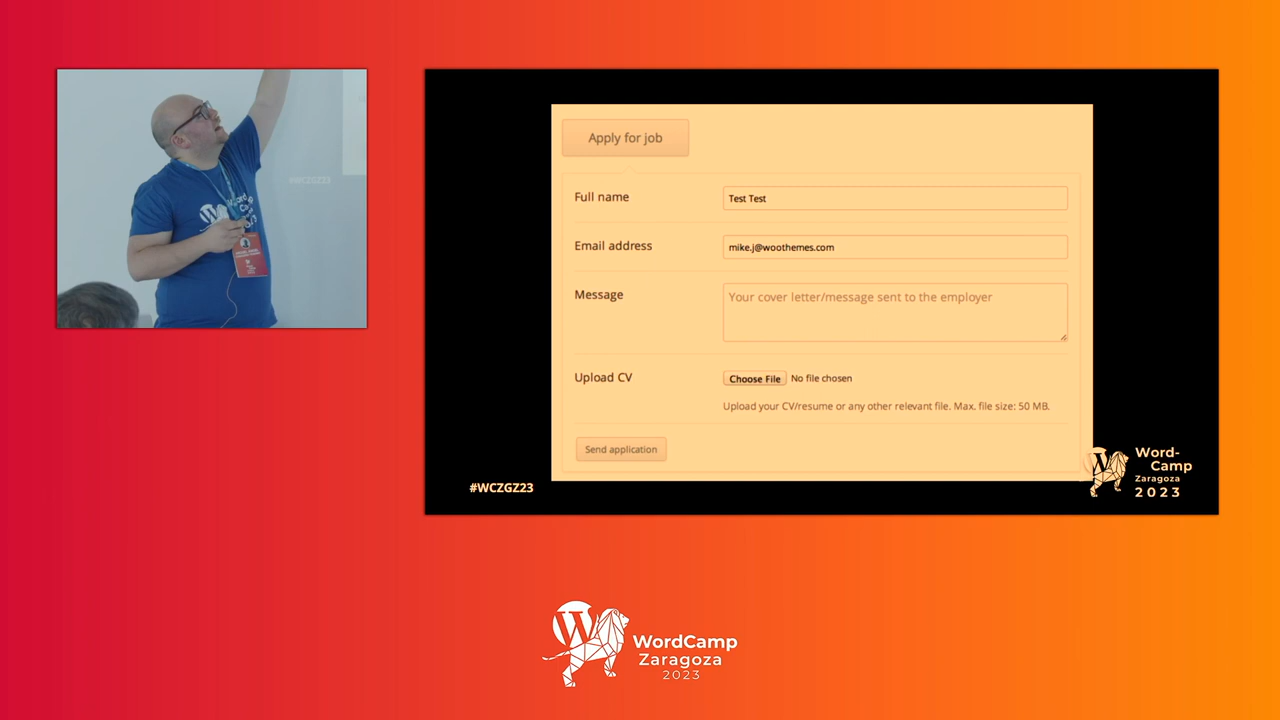 Apply for job
Full name
Test Test
Email address
mike.j@woothemes.com
Message
Your cover letter/message sent to the employer
Upload CV
Choose File No file chosen
Upload your CV/resume or any other relevant file. Max. file size: 50 MB.
Send application
#WCZGZ23
Word-
Camp
Zaragoza
2023
WordCamp
Zaragoza
2023